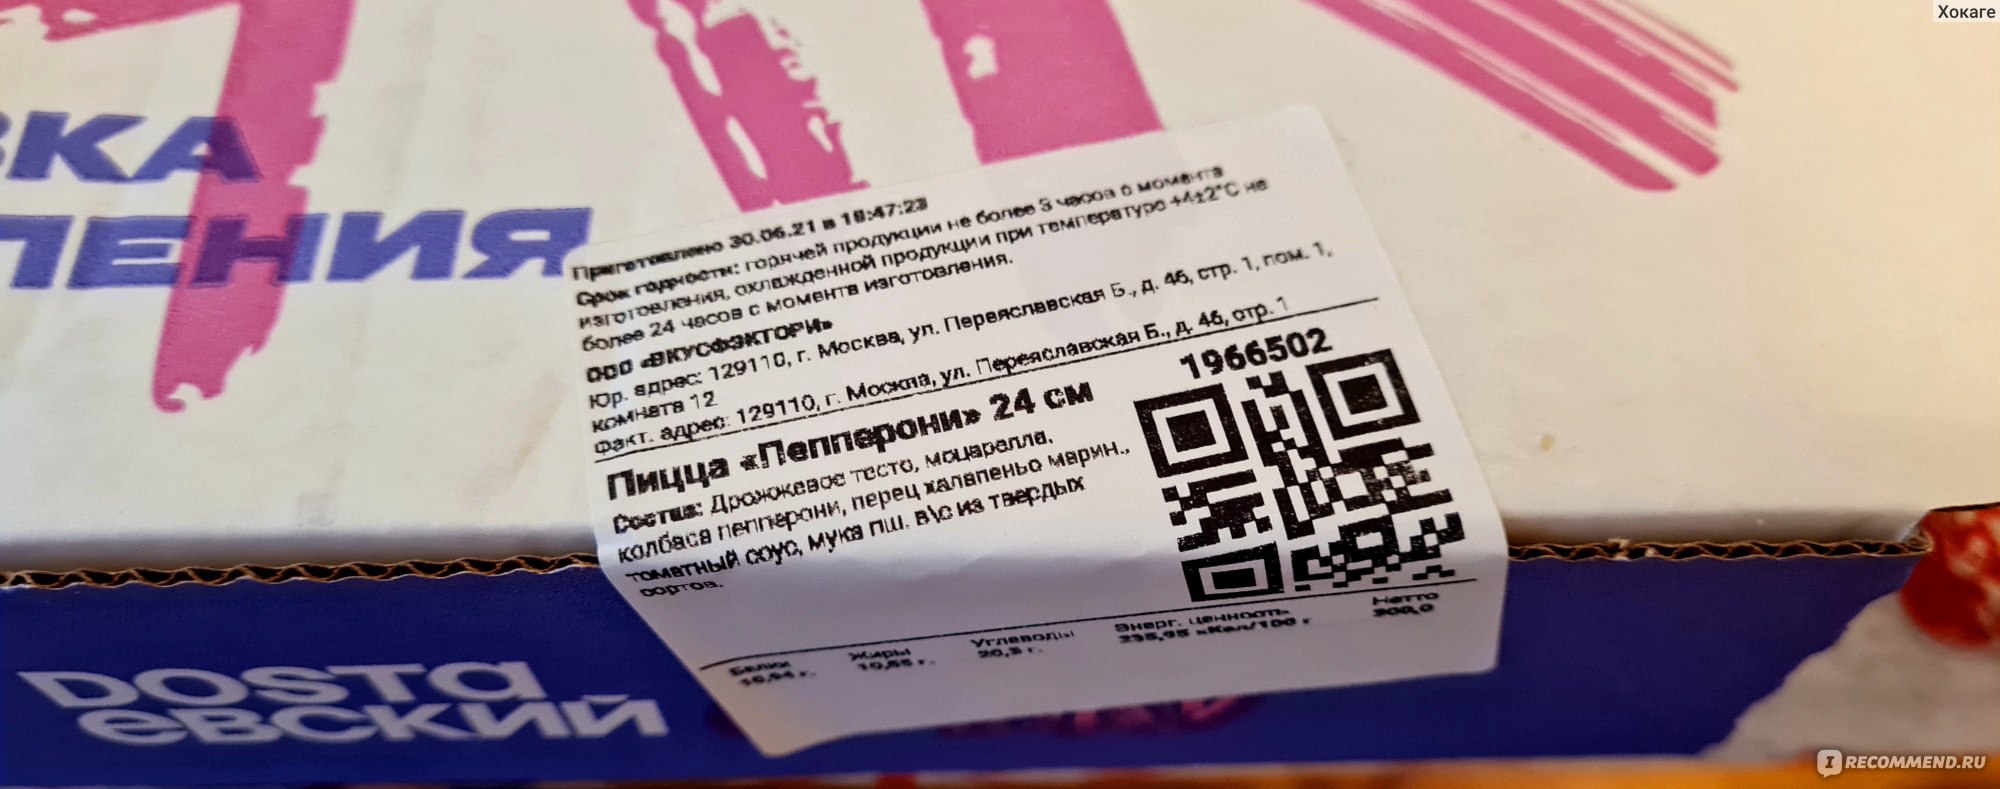 Хокаге
ВКА
ЛЕНИЯ
Приготовлено 30.06.21 в
Срок годности: горячей продукции не более 3 часов с момента
изготовления, охлажденной продукции при температуре +4±2°С не
более 24 часов с момента изготовления.
ООО «ВКУСФЭКТОРИ»
Юр. адрес: 129110, г. Москва, ул. Переяславская Б., д. 46, стр. 1, пом. 1,
комната 12
Факт. адрес: 129110, г. Москва, ул. Переяславская Б., д. 46, стр. 1
1966502
Пицца «Пепперони» 24 см
Состав: Дрожжевое тесто, моцарелла,
колбаса пепперони, перец халапеньо марин.,
томатный соус, мука пш. в\с из твердых
сортов.
Белки Жиры Углеводы Энерг. ценность Нетто
20,3 г. кКал/100 г
DOSTA
ЕВСКИЙ
IRECOMMEND.RU